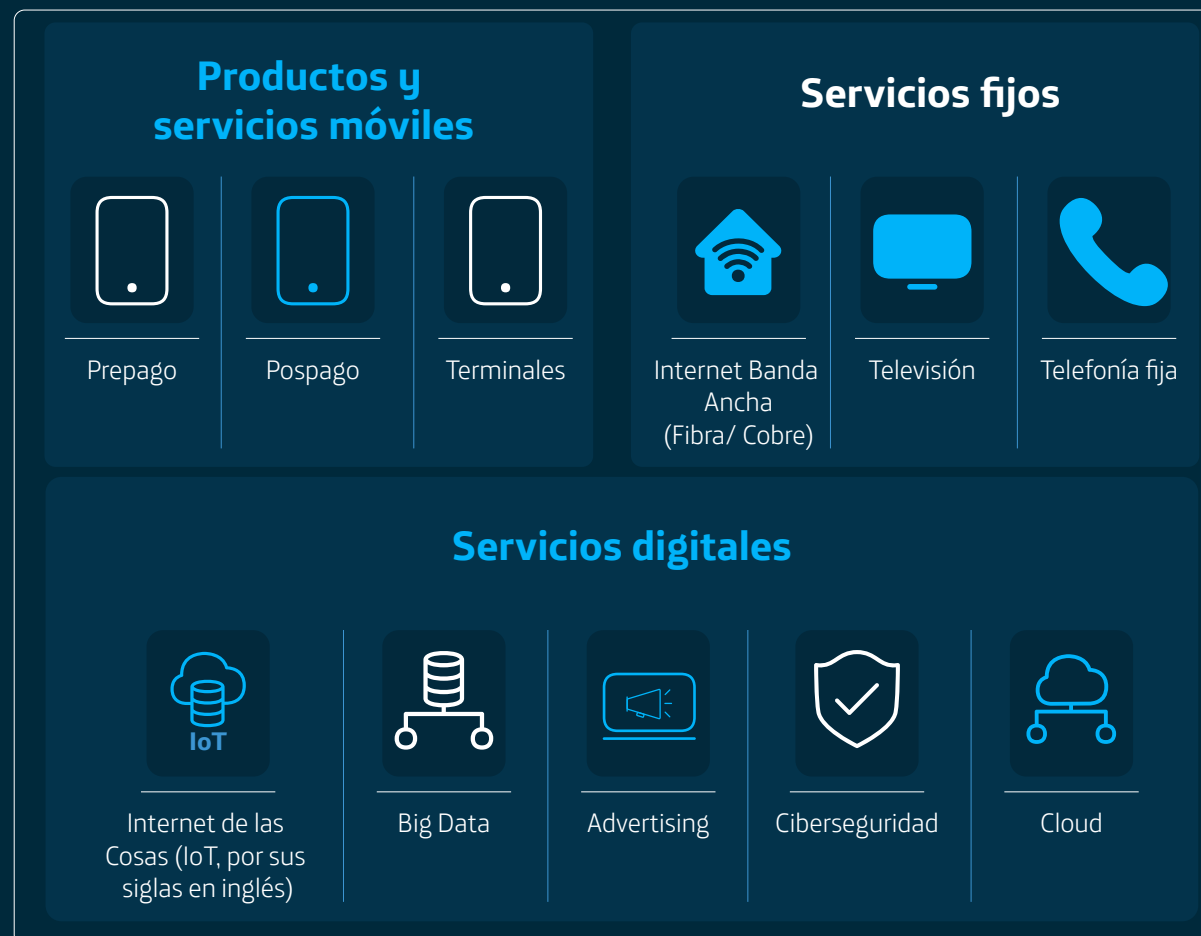 Productos y
servicios móviles
Prepago
Pospago
Terminales
Servicios fijos
Internet Banda
Ancha
(Fibra/ Cobre)
Televisión
Telefonía fija
Servicios digitales
IoT
Internet de las
Cosas (IoT, por sus
siglas en inglés)
Big Data
Advertising
Ciberseguridad
Cloud